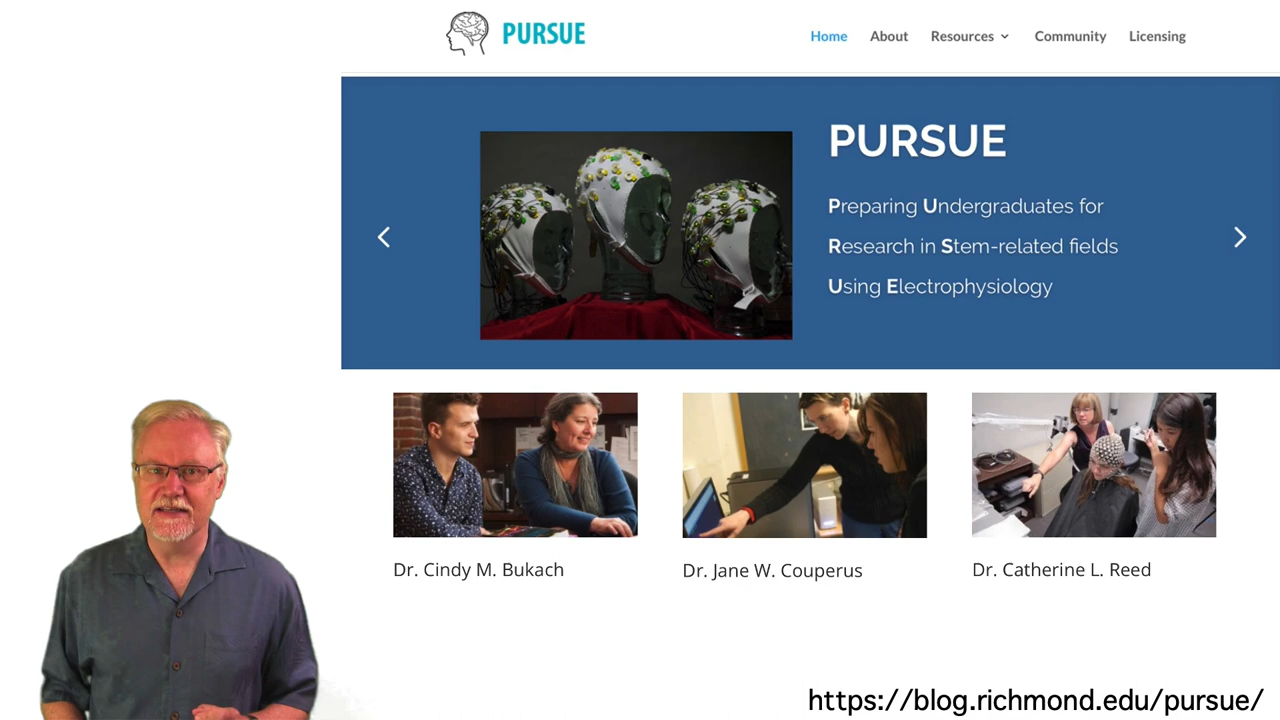 PURSUE
Home About Resources Community Licensing
PURSUE
Preparing Undergraduates for
Research in Stem-related fields
Using Electrophysiology
Dr. Cindy M. Bukach
Dr. Jane W. Couperus
Dr. Catherine L. Reed
https://blog.richmond.edu/pursue/